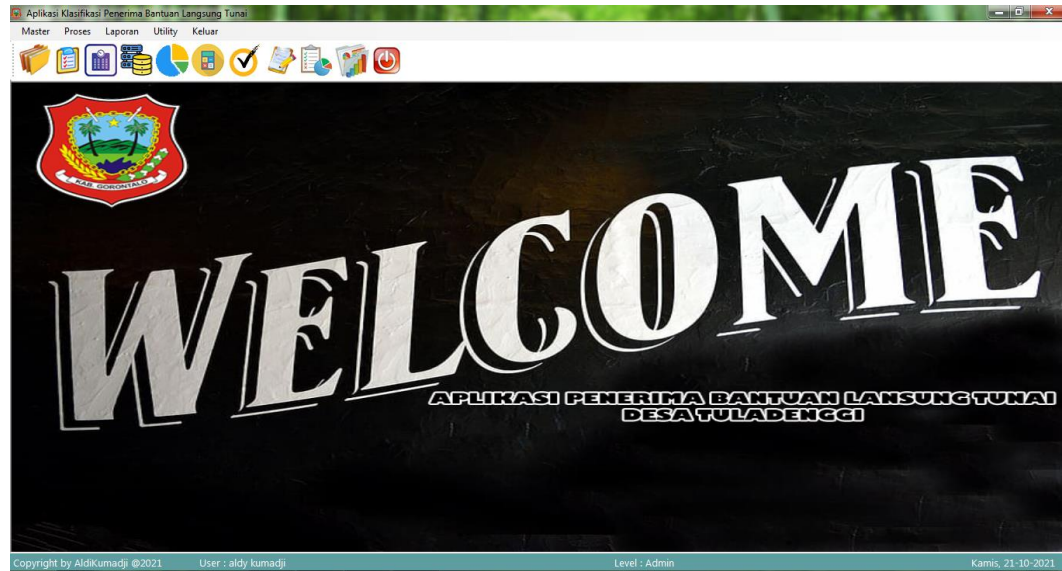 Aplikasi Klasifikasi Penerima Bantuan Langsung Tunai
Master Proses Laporan Utility Keluar
KAB. GORONTALO
WELCOME
APLIKASI PENERIMA BANTUAN LANSUNG TUNAI
DESA TULADENGGI
Copyright by AldiKumadji @2021 User : aldy kumadji Level : Admin Kamis, 21-10-2021